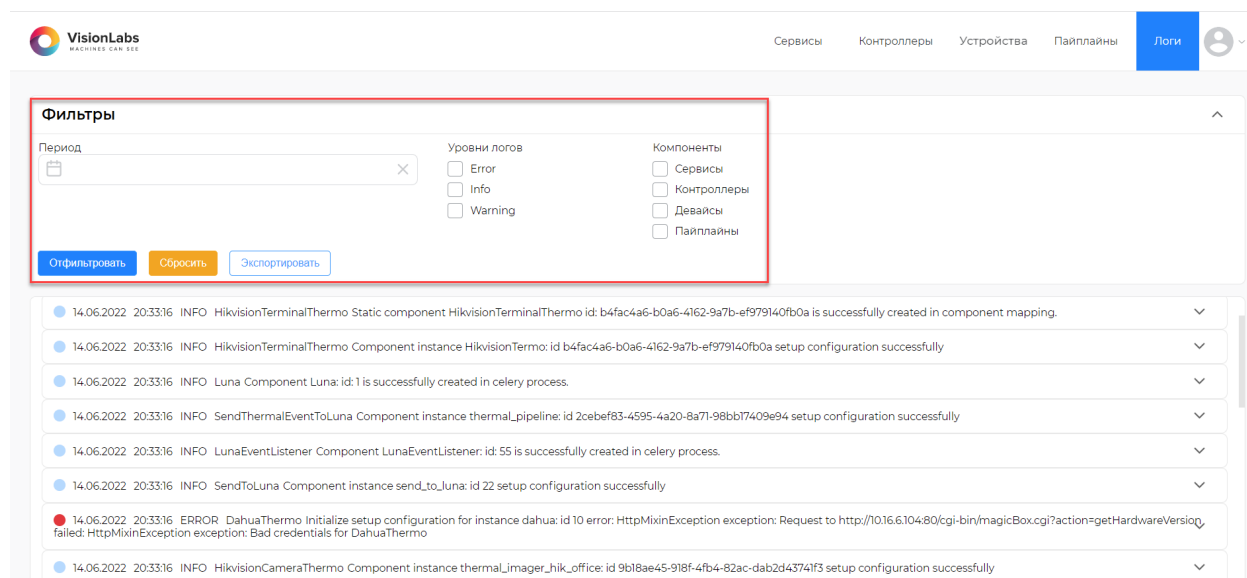 VisionLabs
MACHINES CAN SEE
Сервисы Контроллеры Устройства Пайплайны Логи
Фильтры
Период Уровни логов Компоненты
Error Сервисы
Info Контроллеры
Warning Девайсы
Пайплайны
Отфильтровать Сбросить Экспортировать
14.06.2022 20:33:16 INFO HikvisionTerminalThermo Static component HikvisionTerminalThermo id: b4fac4a6-b0a6-4162-9a7b-ef979140fb0a is successfully created in component mapping.
14.06.2022 20:33:16 INFO HikvisionTerminalThermo Component instance HikvisionTermo: id b4fac4a6-b0a6-4162-9a7b-ef979140fb0a setup configuration successfully
14.06.2022 20:33:16 INFO Luna Component Luna: id: 1 is successfully created in celery process.
14.06.2022 20:33:16 INFO SendThermalEventToLuna Component instance thermal_pipeline: id 2cebef83-4595-4a20-8a71-98bb17409e94 setup configuration successfully
14.06.2022 20:33:16 INFO LunaEventListener Component LunaEventListener: id: 55 is successfully created in celery process.
14.06.2022 20:33:16 INFO SendToLuna Component instance send_to_luna: id 22 setup configuration successfully
14.06.2022 20:33:16 ERROR DahuaThermo Initialize setup configuration for instance dahua: id 10 error: HttpMixinException exception: Request to http://10.16.6.104:80/cgi-bin/magicBox.cgi?action=getHardwareVersion
failed: HttpMixinException exception: Bad credentials for DahuaThermo
14.06.2022 20:33:16 INFO HikvisionCameraThermo Component instance thermal_imager_hik_office: id 9b18ae45-918f-4fb4-82ac-dab2d43741f3 setup configuration successfully